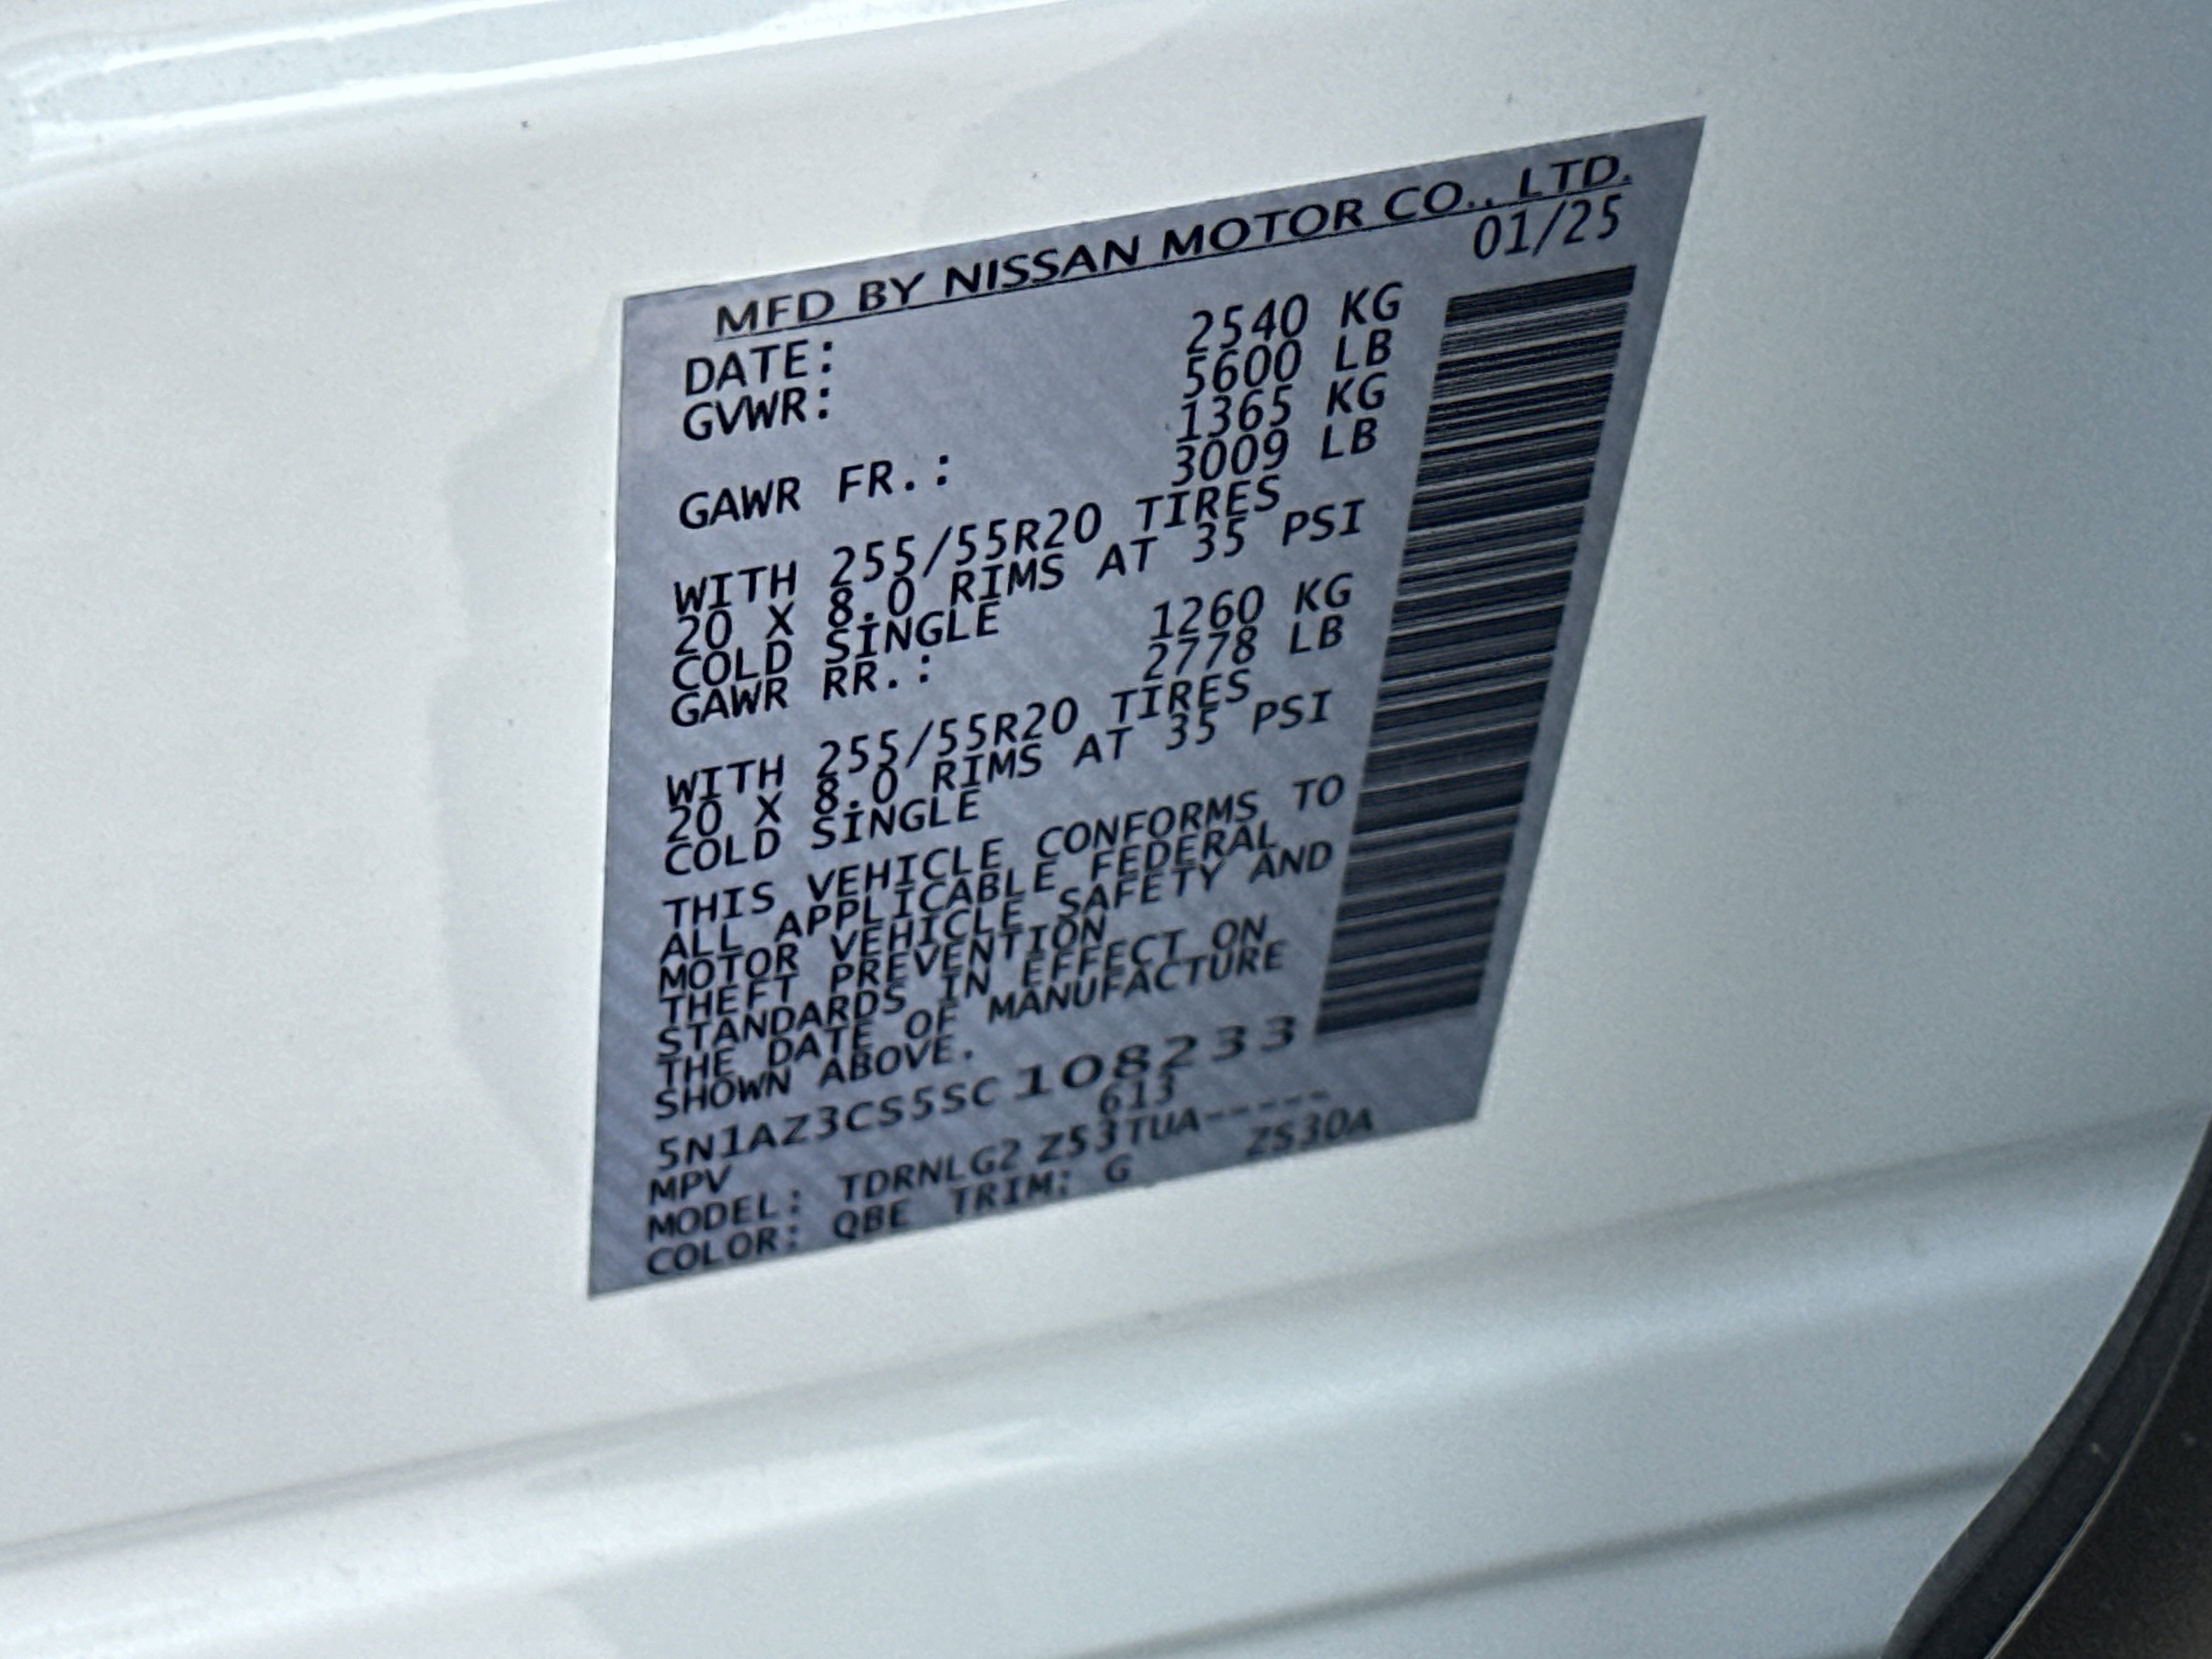 MFD BY NISSAN MOTOR CO., LTD.
DATE: 01/25
GVWR: 2540 KG
5600 LB
GAWR FR.: 1365 KG
3009 LB
WITH 255/55R20 TIRES
20 X 8.0 RIMS AT 35 PSI
COLD SINGLE
GAWR RR.: 1260 KG
2778 LB
WITH 255/55R20 TIRES
20 X 8.0 RIMS AT 35 PSI
COLD SINGLE
THIS VEHICLE CONFORMS TO
ALL APPLICABLE FEDERAL
MOTOR VEHICLE SAFETY AND
THEFT PREVENTION
STANDARDS IN EFFECT ON
THE DATE OF MANUFACTURE
SHOWN ABOVE.
5N1AZ3CS5SC108233
MPV 613
MODEL: TDRNLG2 Z53TUA-----
COLOR: QBE TRIM: G ZS30A